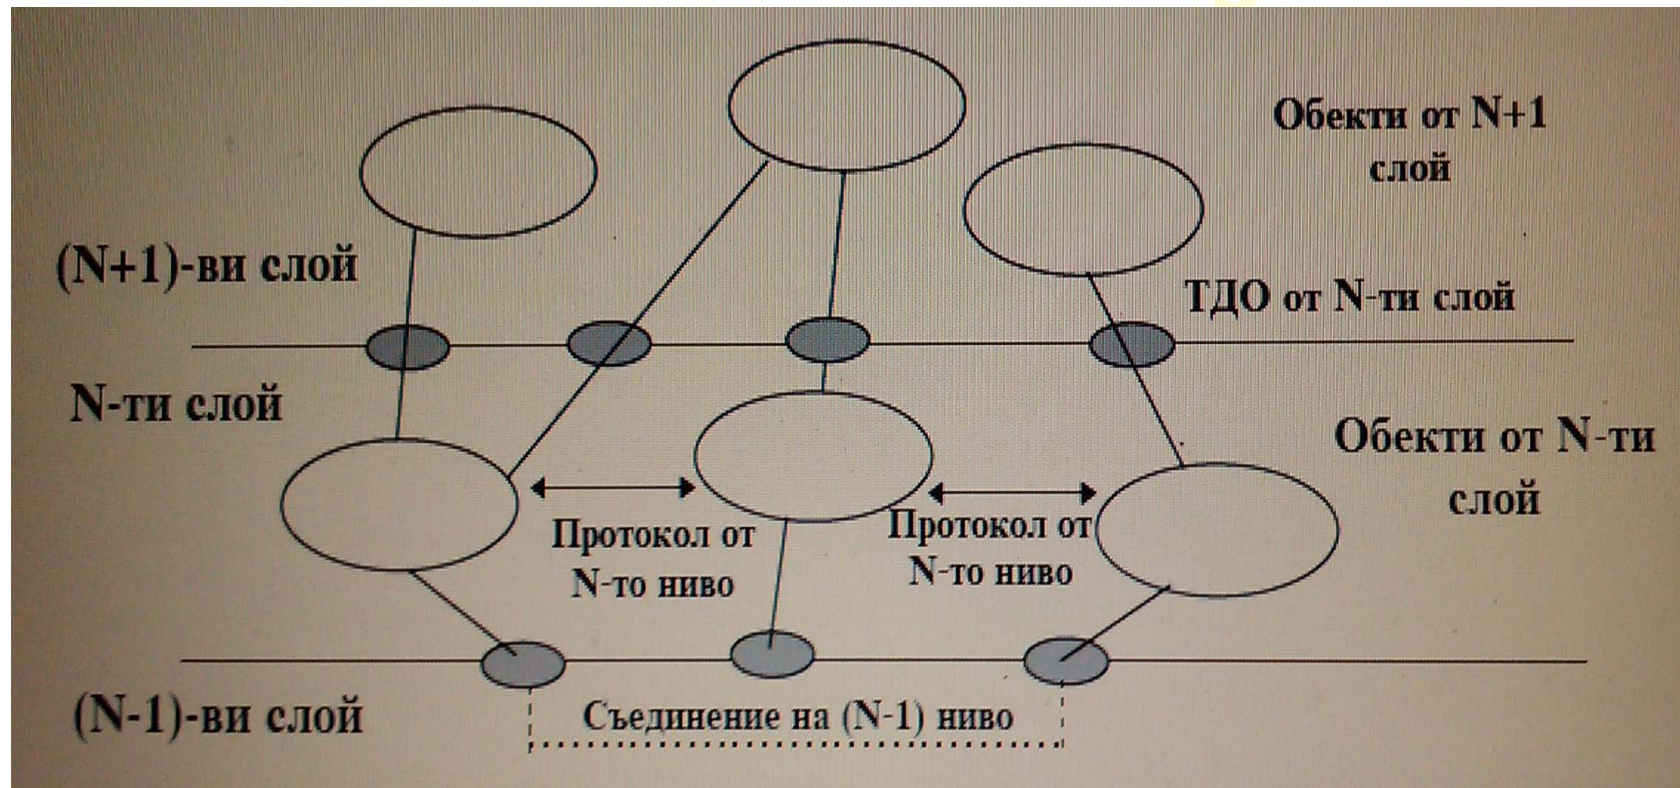 Обекти от N+1
слой
(N+1)-ви слой
ТДО от N-ти слой
N-ти слой
Обекти от N-ти
слой
Протокол от
N-то ниво
Протокол от
N-то ниво
(N-1)-ви слой
Съединение на (N-1) ниво